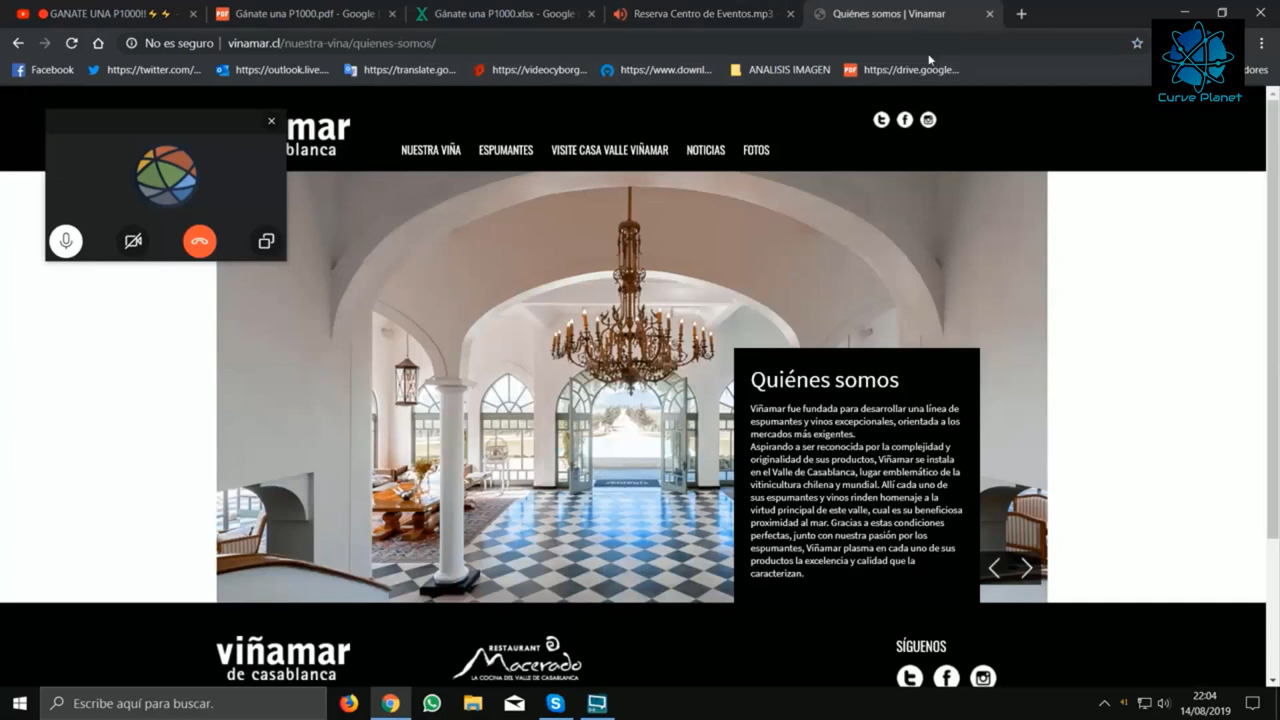 GANATE UNA P1000!!
Gánate una P1000.pdf - Google
Gánate una P1000.xlsx - Google
Reserva Centro de Eventos.mp3 -
Quiénes somos | Vinamar
No es seguro
vinamar.cl/nuestra-vina/quienes-somos/
Facebook
https://twitter.com/...
https://outlook.live....
https://translate.go...
https://videocyborg...
https://www.downl...
ANALISIS IMAGEN
PDF
https://drive.google...
Curve Planet
mar
blanca
NUESTRA VIÑA
ESPUMANTES
VISITE CASA VALLE VIÑAMAR
NOTICIAS
FOTOS
Quiénes somos
Viñamar fue fundada para desarrollar una línea de
espumantes y vinos excepcionales, orientada a los
mercados más exigentes.
Aspirando a ser reconocida por la complejidad y
originalidad de sus productos, Viñamar se instala
en el Valle de Casablanca, lugar emblemático de la
vitinicultura chilena y mundial. Allí cada uno de
sus espumantes y vinos rinden homenaje a la
virtud principal de este valle, cual es su beneficiosa
proximidad al mar. Gracias a estas condiciones
perfectas, junto con nuestra pasión por los
espumantes, Viñamar plasma en cada uno de sus
productos la excelencia y calidad que la
caracterizan.
viñamar
de casablanca
RESTAURANT
Macerado
LA COCINA DEL VALLE DE CASABLANCA
SÍGUENOS
Escribe aquí para buscar.
22:04
14/08/2019